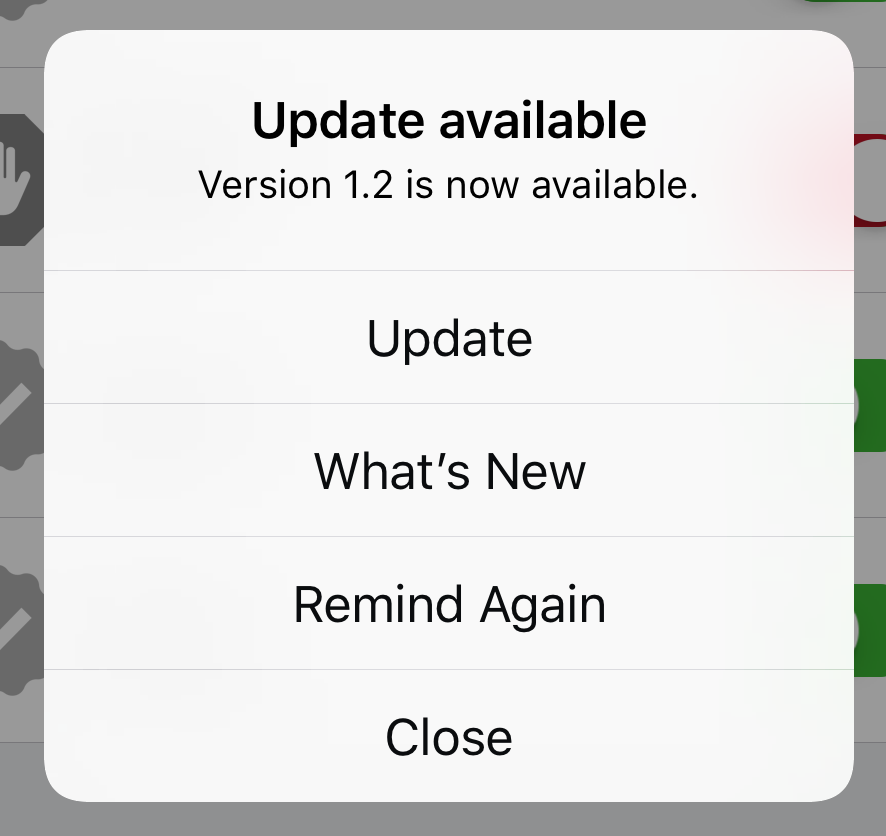 Update available
Version 1.2 is now available.
Update
What’s New
Remind Again
Close